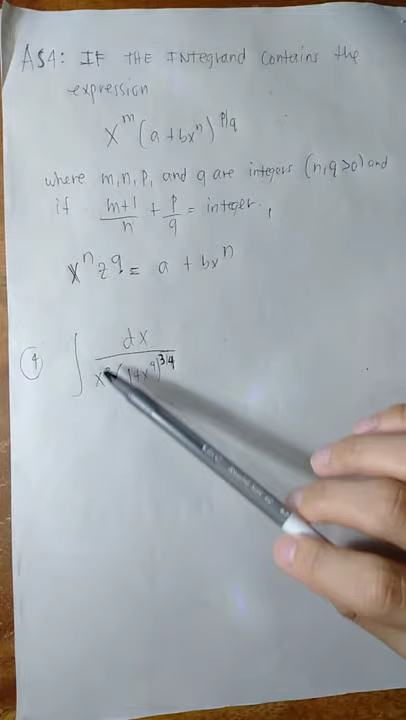 AS4: IF THE INtegrand contains the
expression
x^m (a + bx^n)^p/q
where m, n, p, and q are integers (n, q > 0) and
if m+1/n + p/q = integer,
x^n z^q = a + bx^n
④ ∫ dx
(1+x^4)^3/4